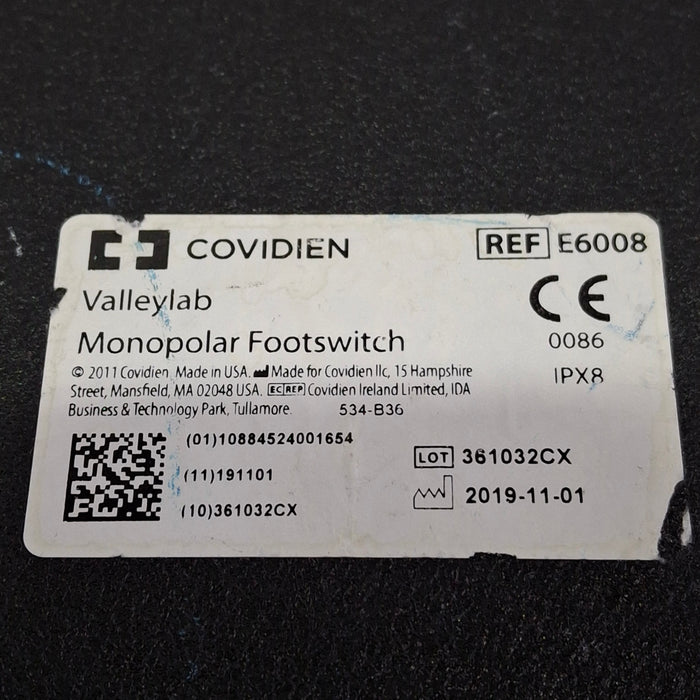 COVIDIEN
REF E6008
Valleylab
Monopolar Footswitch
CE
0086
© 2011 Covidien. Made in USA. Made for Covidien llc, 15 Hampshire
Street, Mansfield, MA 02048 USA. EC REP Covidien Ireland Limited, IDA
Business & Technology Park, Tullamore. 534-B36
IPX8
(01)10884524001654
(11)191101
(10)361032CX
LOT 361032CX
2019-11-01